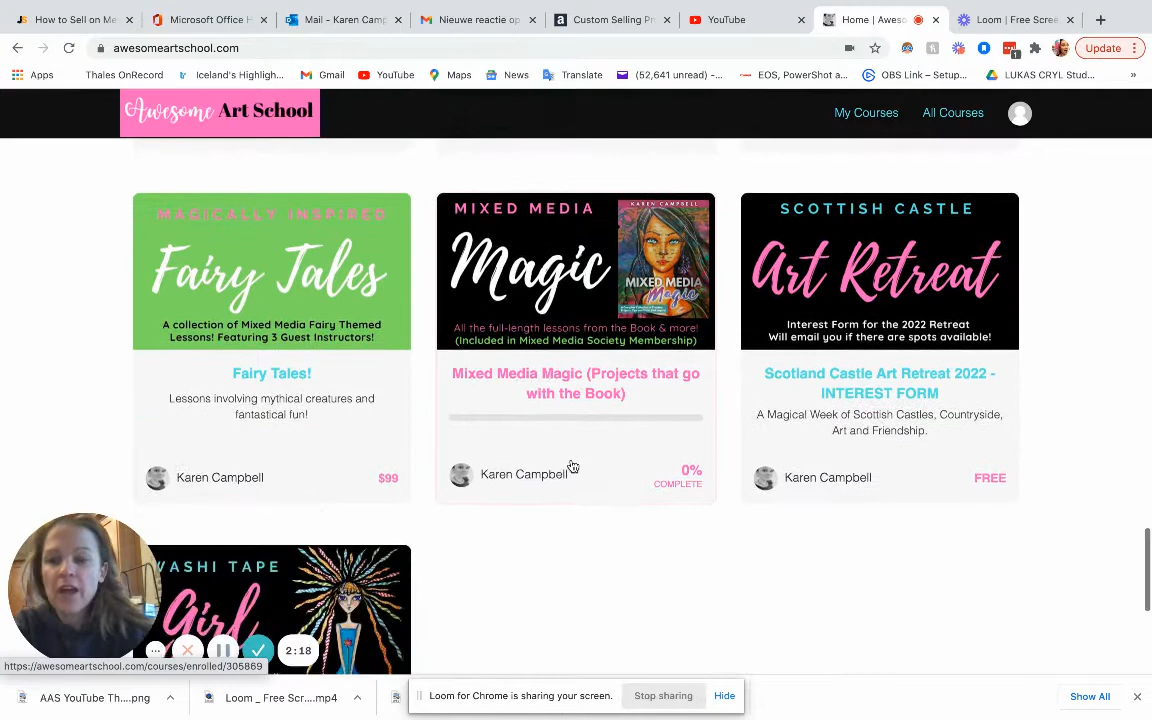 How to Sell on Me
Microsoft Office H
Mail - Karen Camp
Nieuwe reactie op
Custom Selling Pr
YouTube
Home | Aweso
Loom | Free Scre
awesomeartschool.com
Update
Apps
Thales OnRecord
Iceland's Highligh...
Gmail
YouTube
Maps
News
Translate
(52,641 unread) -...
EOS, PowerShot a...
OBS Link – Setup...
LUKAS CRYL Stud...
Awesome Art School
My Courses
All Courses
MAGICALLY INSPIRED
Fairy Tales
A collection of Mixed Media Fairy Themed
Lessons! Featuring 3 Guest Instructors!
Fairy Tales!
Lessons involving mythical creatures and
fantastical fun!
Karen Campbell
$99
MIXED MEDIA
Magic
KAREN CAMPBELL
MIXED MEDIA
Magic
All the full-length lessons from the Book & more!
(Included in Mixed Media Society Membership)
Mixed Media Magic (Projects that go
with the Book)
Karen Campbell
0%
COMPLETE
SCOTTISH CASTLE
Art Retreat
Interest Form for the 2022 Retreat
Will email you if there are spots available!
Scotland Castle Art Retreat 2022 -
INTEREST FORM
A Magical Week of Scottish Castles, Countryside,
Art and Friendship.
Karen Campbell
FREE
WASHI TAPE
Girl
2:18
https://awesomeartschool.com/courses/enrolled/305869
AAS YouTube Th....png
Loom _ Free Scr....mp4
Loom for Chrome is sharing your screen.
Stop sharing
Hide
Show All